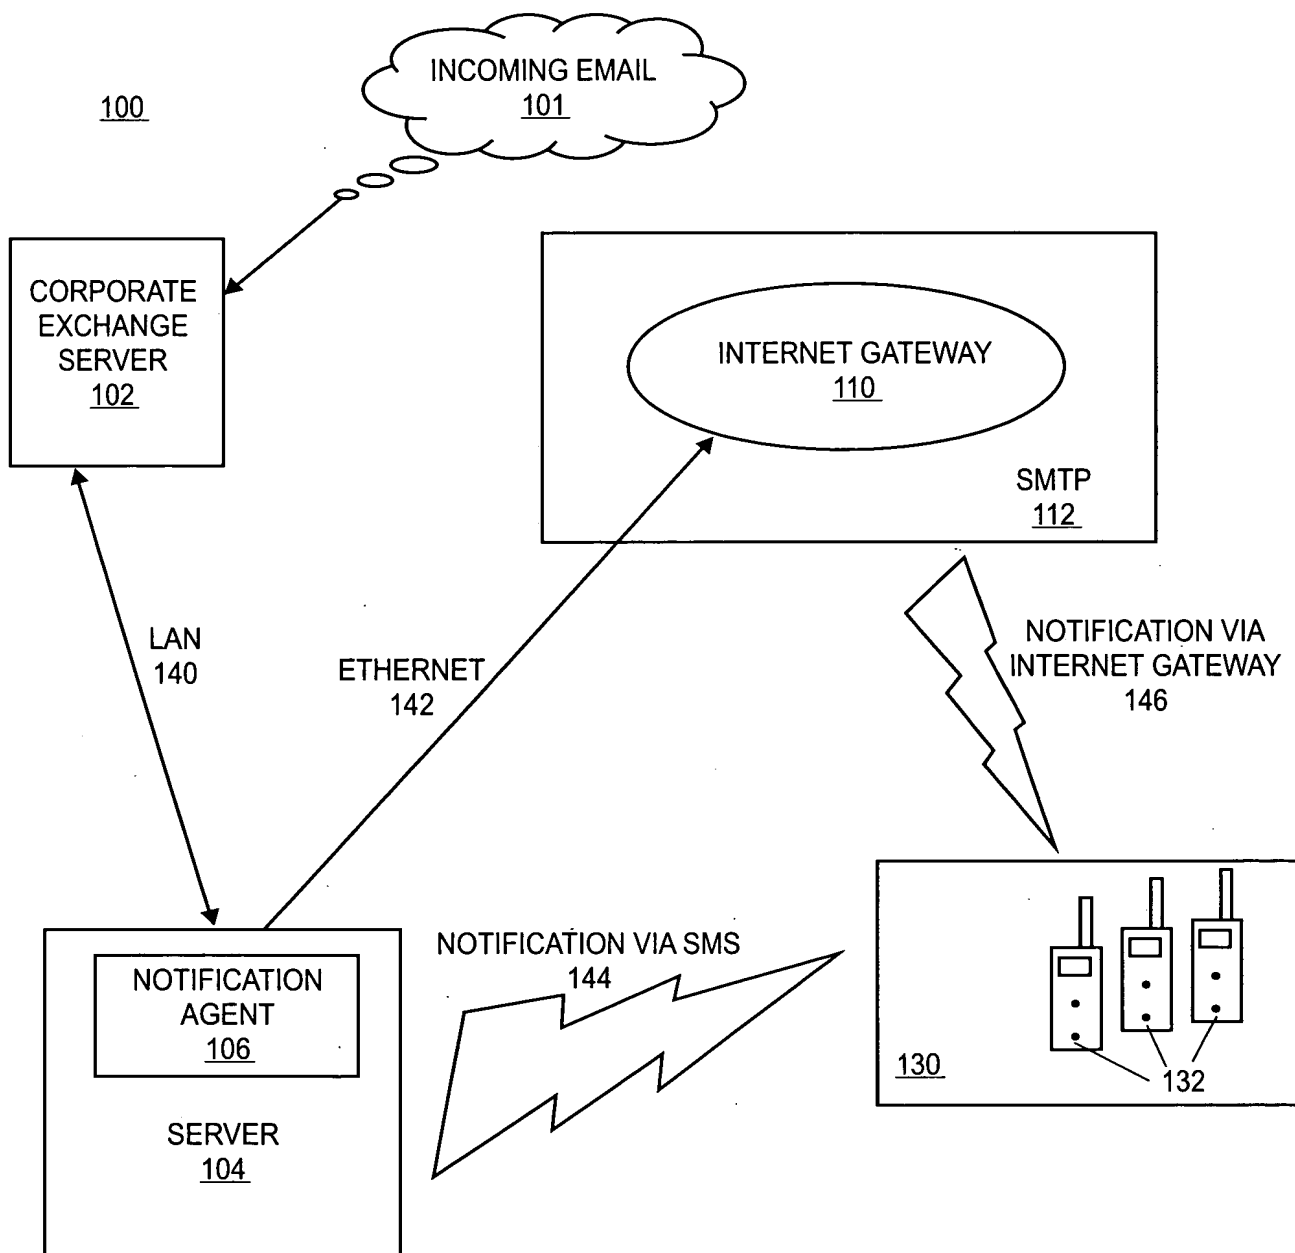 INCOMING EMAIL
101
100
CORPORATE
EXCHANGE
SERVER
102
INTERNET GATEWAY
110
SMTP
112
LAN
140
ETHERNET
142
NOTIFICATION VIA
INTERNET GATEWAY
146
NOTIFICATION VIA SMS
144
NOTIFICATION
AGENT
106
SERVER
104
130
132